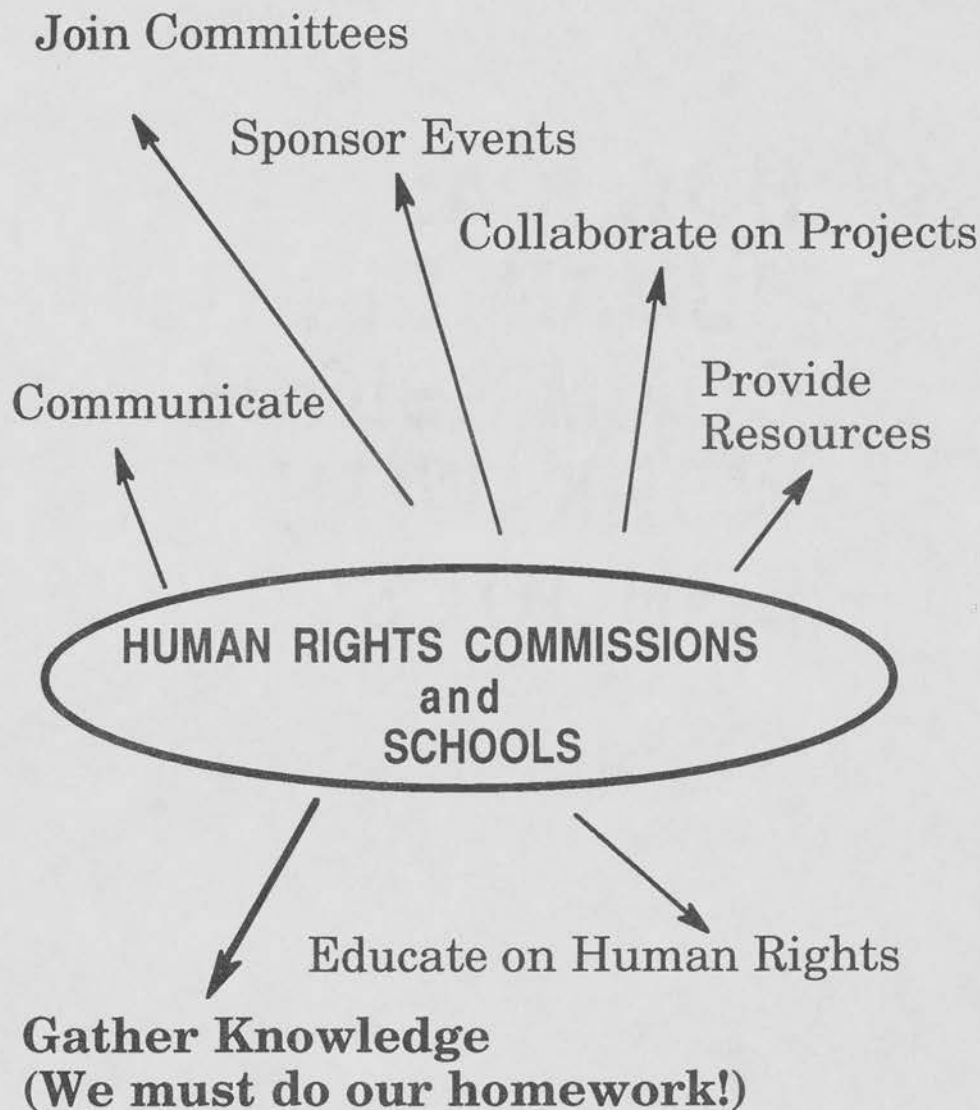 Join Committees
Sponsor Events
Collaborate on Projects
Communicate
Provide
Resources
HUMAN RIGHTS COMMISSIONS
and
SCHOOLS
Educate on Human Rights
Gather Knowledge
(We must do our homework!)